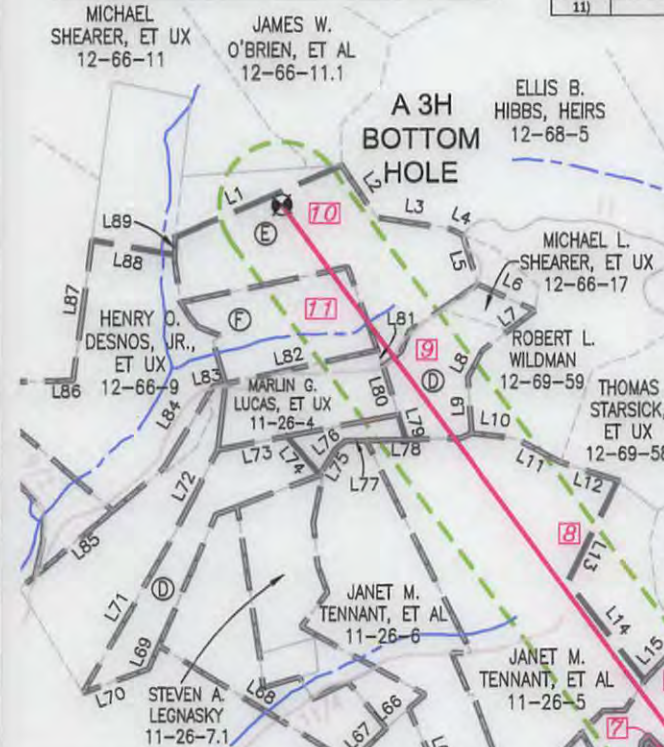 11)
MICHAEL
SHEARER, ET UX
12-66-11
JAMES W.
O'BRIEN, ET AL
12-66-11.1
ELLIS B.
HIBBS, HEIRS
12-68-5
A 3H
BOTTOM
HOLE
L1
L2
L3
L4
L5
10
E
L89
L88
L87
MICHAEL L.
SHEARER, ET UX
12-66-17
L6
L7
HENRY O.
DESNOS, JR.,
ET UX
12-66-9
F
11
L81
9
D
L8
L9
ROBERT L.
WILDMAN
12-69-59
L82
L83
L86
L84
MARLIN G.
LUCAS, ET UX
11-26-4
L80
L79
L78
THOMAS
STARSICK,
ET UX
12-69-58
L10
L11
L12
L73
L74
L76
L75
L77
L72
L85
L71
D
8
L13
L14
L15
L69
L70
JANET M.
TENNANT, ET AL
11-26-6
JANET M.
TENNANT, ET AL
11-26-5
STEVEN A.
LEGNASKY
11-26-7.1
L68
L67
L66
7